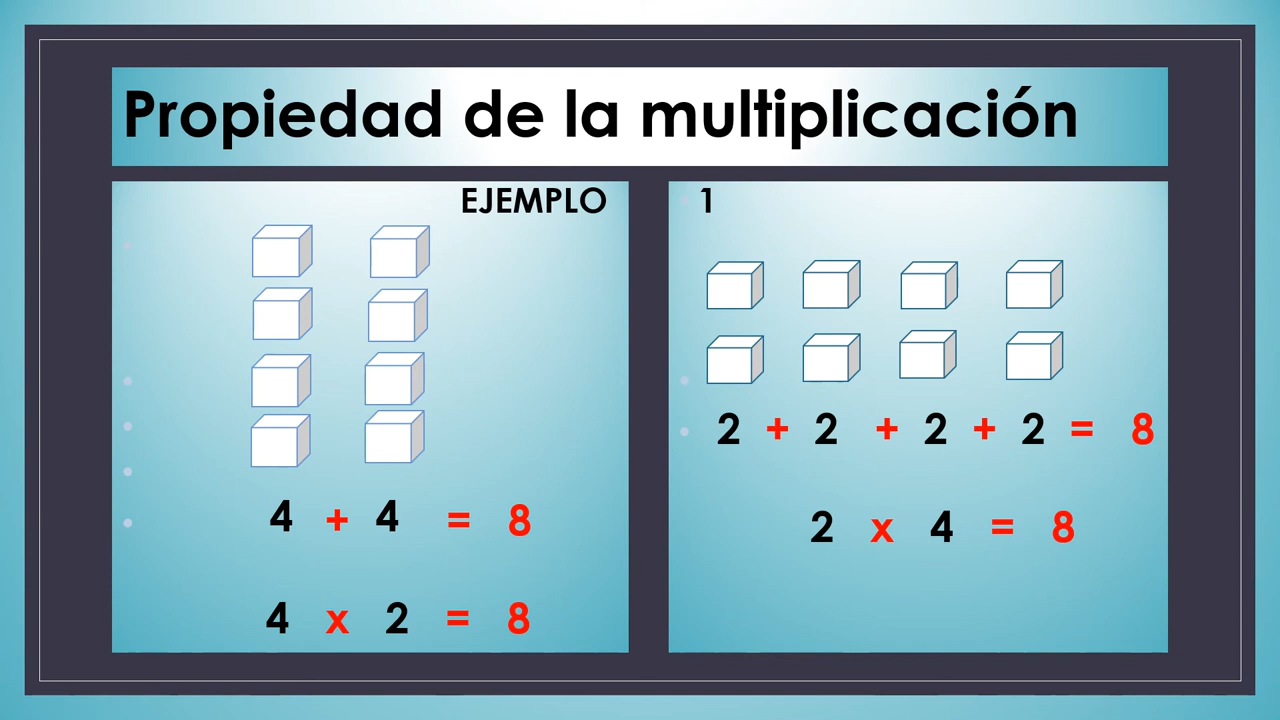 Propiedad de la multiplicación
EJEMPLO 1
4 + 4 = 8
4 x 2 = 8
2 + 2 + 2 + 2 = 8
2 x 4 = 8